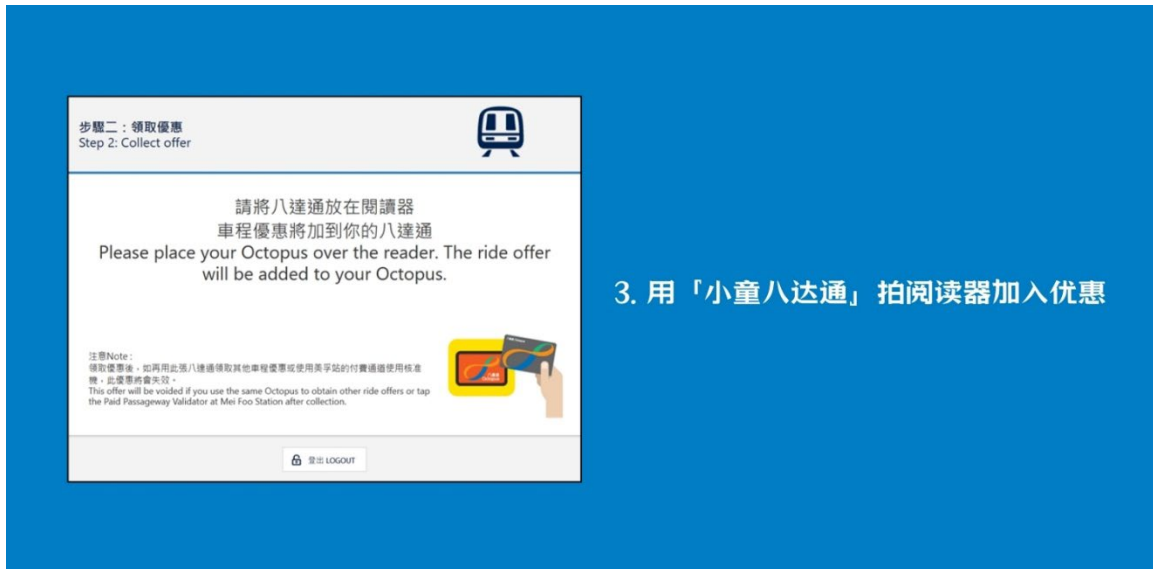 步驟二：領取優惠
Step 2: Collect offer
請將八達通放在閱讀器
車程優惠將加到你的八達通
Please place your Octopus over the reader. The ride offer
will be added to your Octopus.
注意Note：
領取優惠後，如再用此張八達通領取其他車程優惠或使用美孚站的付費通道使用核准
機，此優惠將會失效。
This offer will be voided if you use the same Octopus to obtain other ride offers or tap
the Paid Passageway Validator at Mei Foo Station after collection.
八達通
Octopus
登出 LOGOUT
3. 用「小童八达通」拍阅读器加入优惠